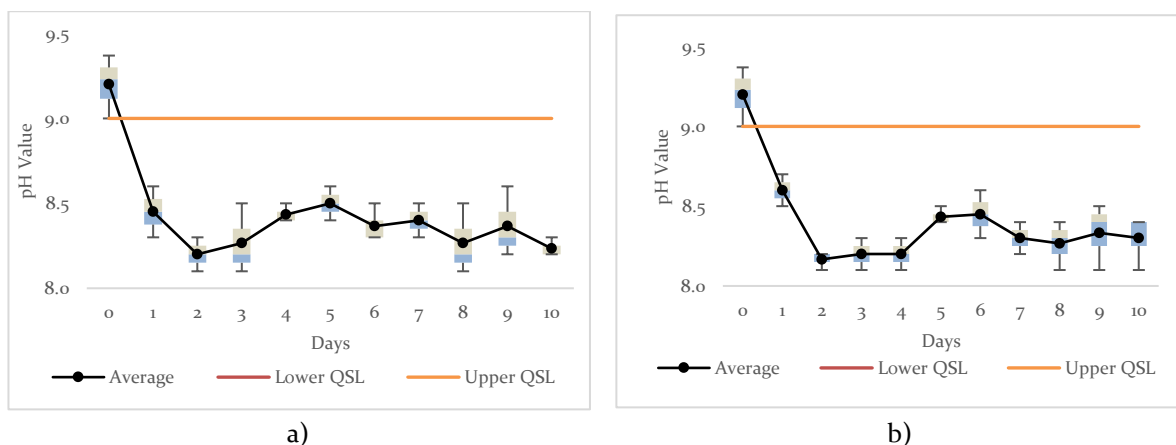 9.5
9.0
8.5
8.0
pH Value
0 1 2 3 4 5 6 7 8 9 10
Days
Average Lower QSL Upper QSL
a)
9.5
9.0
8.5
8.0
pH Value
0 1 2 3 4 5 6 7 8 9 10
Days
Average Lower QSL Upper QSL
b)